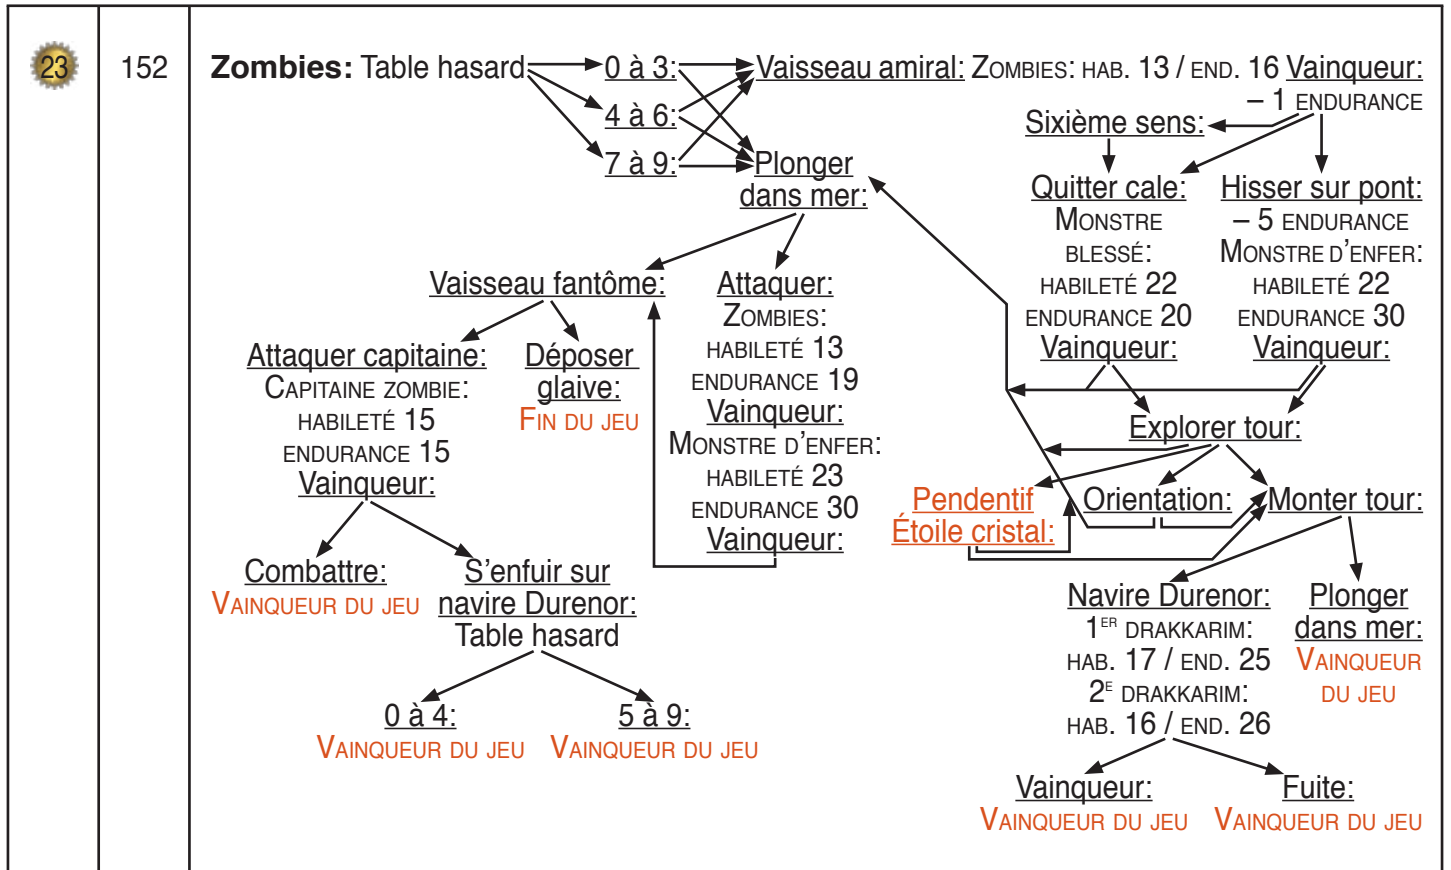 23 152 Zombies: Table hasard 0 à 3: Vaisseau amiral: Zombies: hab. 13 / end. 16 Vainqueur:
– 1 endurance
4 à 6:
Sixième sens:
7 à 9:
Plonger
dans mer:
Quitter cale:
Monstre
blessé:
habileté 22
endurance 20
Vainqueur:
Hisser sur pont:
– 5 endurance
Monstre d'enfer:
habileté 22
endurance 30
Vainqueur:
Vaisseau fantôme:
Attaquer:
Zombies:
habileté 13
endurance 19
Vainqueur:
Monstre d'enfer:
habileté 23
endurance 30
Vainqueur:
Attaquer capitaine:
Capitaine zombie:
habileté 15
endurance 15
Vainqueur:
Déposer
glaive:
Fin du jeu
Explorer tour:
Pendentif
Étoile cristal:
Orientation:
Monter tour:
Combattre:
Vainqueur du jeu
S'enfuir sur
navire Durenor:
Table hasard
0 à 4:
Vainqueur du jeu
5 à 9:
Vainqueur du jeu
Navire Durenor:
1er drakkarim:
hab. 17 / end. 25
2e drakkarim:
hab. 16 / end. 26
Plonger
dans mer:
Vainqueur
du jeu
Vainqueur:
Vainqueur du jeu
Fuite:
Vainqueur du jeu